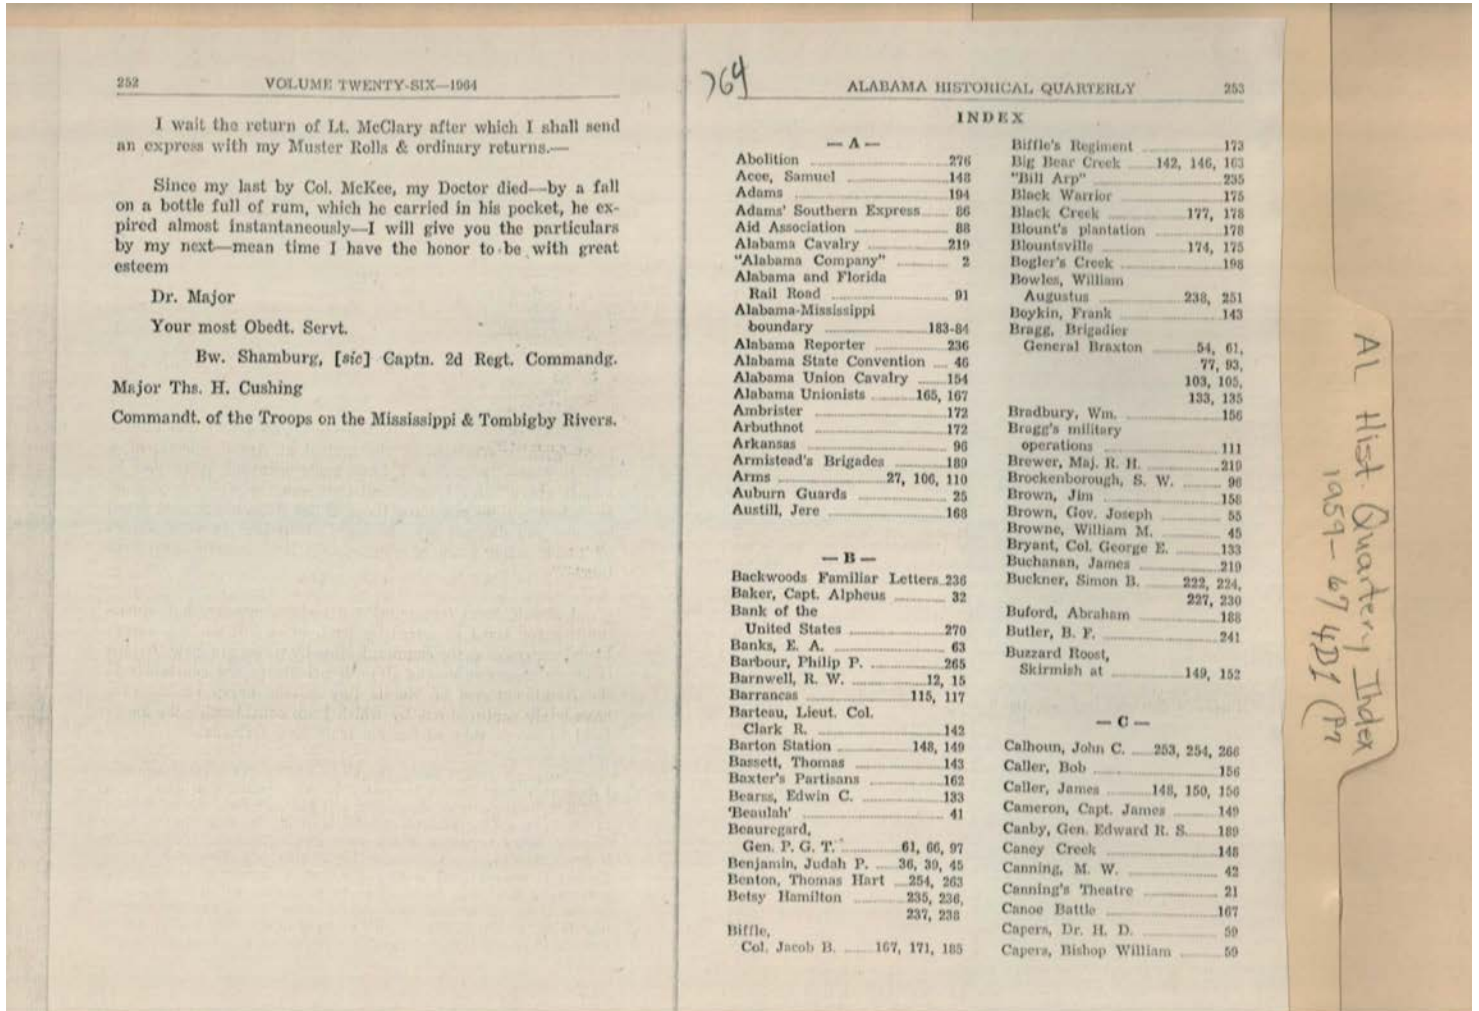 252 VOLUME TWENTY-SIX—1964
I wait the return of Lt. McClary after which I shall send
an express with my Muster Rolls & ordinary returns.—
Since my last by Col. McKee, my Doctor died—by a fall
on a bottle full of rum, which he carried in his pocket, he ex-
pired almost instantaneously—I will give you the particulars
by my next—mean time I have the honor to be with great
esteem
Dr. Major
Your most Obedt. Servt.
Bw. Shamburg, [sic] Captn. 2d Regt. Commandg.
Major Ths. H. Cushing
Commandt. of the Troops on the Mississippi & Tombigby Rivers.
764
ALABAMA HISTORICAL QUARTERLY 253
INDEX
— A —
Abolition 276
Acee, Samuel 148
Adams 194
Adams' Southern Express 86
Aid Association 88
Alabama Cavalry 219
"Alabama Company" 2
Alabama and Florida
Rail Road 91
Alabama-Mississippi
boundary 183-84
Alabama Reporter 236
Alabama State Convention 46
Alabama Union Cavalry 154
Alabama Unionists 165, 167
Ambrister 172
Arbuthnot 172
Arkansas 96
Armistead's Brigades 189
Arms 27, 106, 110
Auburn Guards 25
Austill, Jere 168
— B —
Backwoods Familiar Letters 236
Baker, Capt. Alpheus 32
Bank of the
United States 270
Banks, E. A. 63
Barbour, Philip P. 265
Barnwell, R. W. 12, 15
Barrancas 115, 117
Barteau, Lieut. Col.
Clark R. 142
Barton Station 148, 149
Bassett, Thomas 143
Baxter's Partisans 162
Bearss, Edwin C. 133
'Beaulah' 41
Beauregard,
Gen. P. G. T. 61, 66, 97
Benjamin, Judah P. 36, 39, 45
Benton, Thomas Hart 254, 263
Betsy Hamilton 235, 236,
237, 238
Biffle,
Col. Jacob B. 167, 171, 185
Biffle's Regiment 173
Big Bear Creek 142, 146, 163
"Bill Arp" 235
Black Warrior 175
Black Creek 177, 178
Blount's plantation 178
Blountsville 174, 175
Bogler's Creek 198
Bowles, William
Augustus 238, 251
Boykin, Frank 143
Bragg, Brigadier
General Braxton 54, 61,
77, 93,
103, 105,
133, 135
Bradbury, Wm. 156
Bragg's military
operations 111
Brewer, Maj. R. H. 219
Brockenborough, S. W. 96
Brown, Jim 158
Brown, Gov. Joseph 55
Browne, William M. 45
Bryant, Col. George E. 133
Buchanan, James 219
Buckner, Simon B. 222, 224,
227, 230
Buford, Abraham 188
Butler, B. F. 241
Buzzard Roost,
Skirmish at 149, 152
— C —
Calhoun, John C. 253, 254, 266
Caller, Bob 156
Caller, James 148, 150, 156
Cameron, Capt. James 149
Canby, Gen. Edward R. S. 189
Caney Creek 148
Canning, M. W. 42
Canning's Theatre 21
Canoe Battle 167
Capers, Dr. H. D. 59
Capers, Bishop William 59
AL Hist Quartery Index
1959-67 4D1